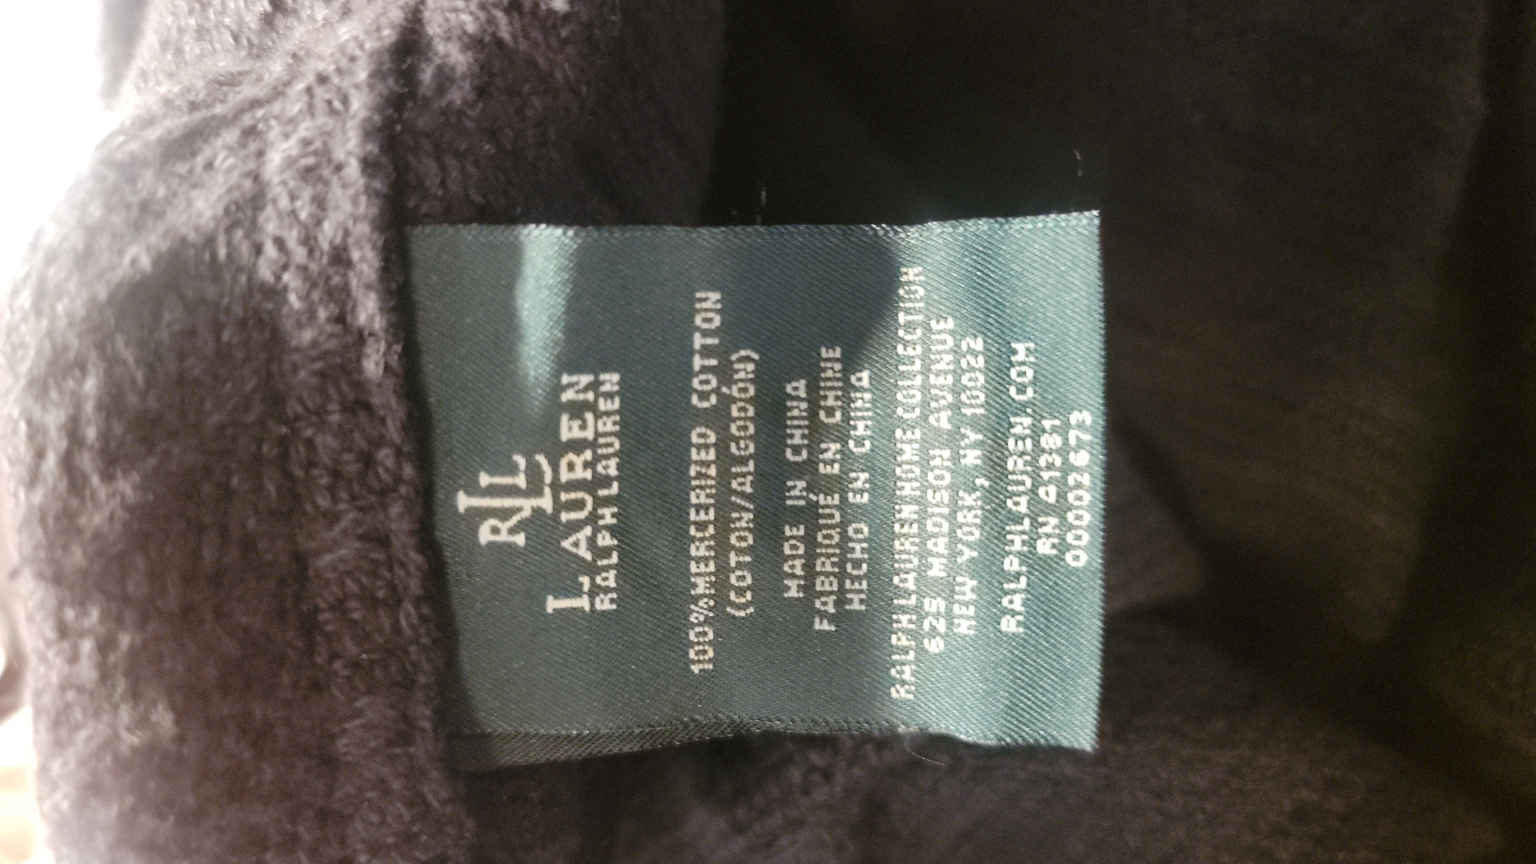 RLL
LAUREN
RALPH LAUREN
100% MERCERIZED COTTON
(COTON/ALGODÓN)
MADE IN CHINA
FABRIQUÉ EN CHINE
HECHO EN CHINA
RALPH LAUREN HOME COLLECTION
625 MADISON AVENUE
NEW YORK, NY 10022
RALPHLAUREN.COM
RN 41381
00002673